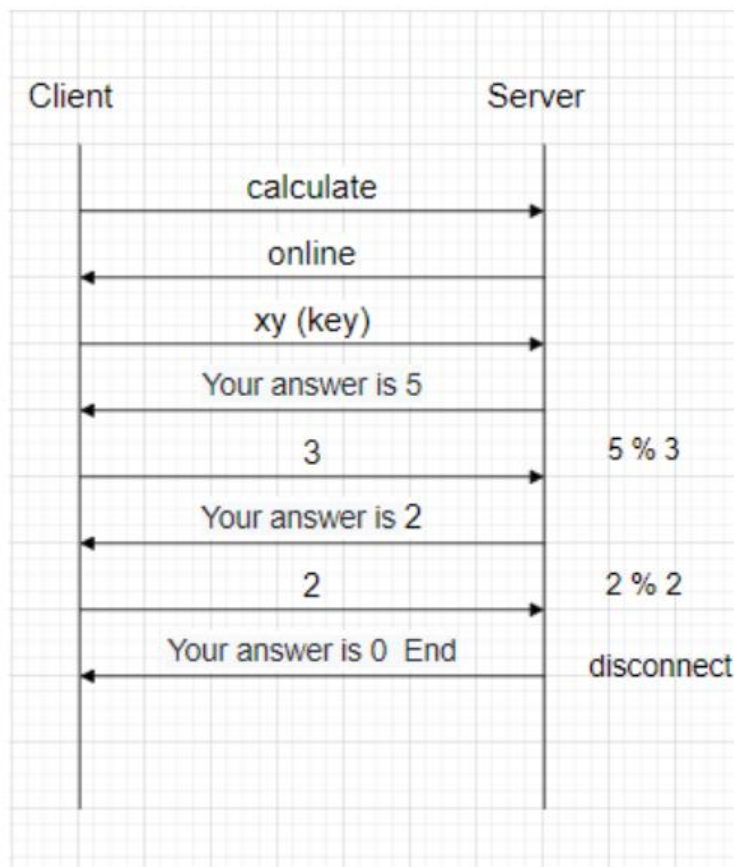 Client Server
calculate
online
xy (key)
Your answer is 5
3 5 % 3
Your answer is 2
2 2 % 2
Your answer is 0 End
disconnect